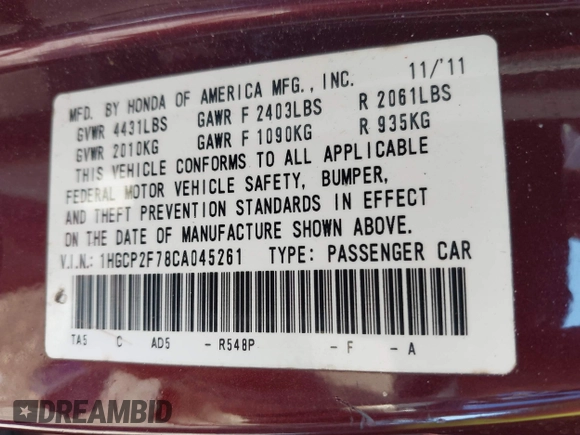 MFD. BY HONDA OF AMERICA MFG., INC. 11/'11
GVWR 4431LBS GAWR F 2403LBS R 2061LBS
GVWR 2010KG GAWR F 1090KG R 935KG
THIS VEHICLE CONFORMS TO ALL APPLICABLE
FEDERAL MOTOR VEHICLE SAFETY, BUMPER,
AND THEFT PREVENTION STANDARDS IN EFFECT
ON THE DATE OF MANUFACTURE SHOWN ABOVE.
V.I.N.: 1HGCP2F78CA045261 TYPE: PASSENGER CAR
TA5 C AD5 - R548P - F - A
DREAMBID